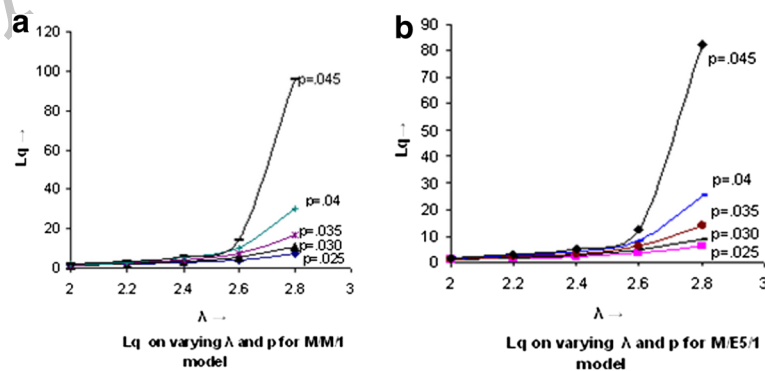 a
120
100
80
60
40
20
0
Lq→
p=.045
p=.04
p=.035
p=.030
p=.025
2
2.2
2.4
2.6
2.8
3
λ →
Lq on varying λ and p for M/M/1
model
b
90
80
70
60
50
40
30
20
10
0
Lq→
p=.045
p=.04
p=.035
p=.030
p=.025
2
2.2
2.4
2.6
2.8
3
λ →
Lq on varying λ and p for M/E5/1
model